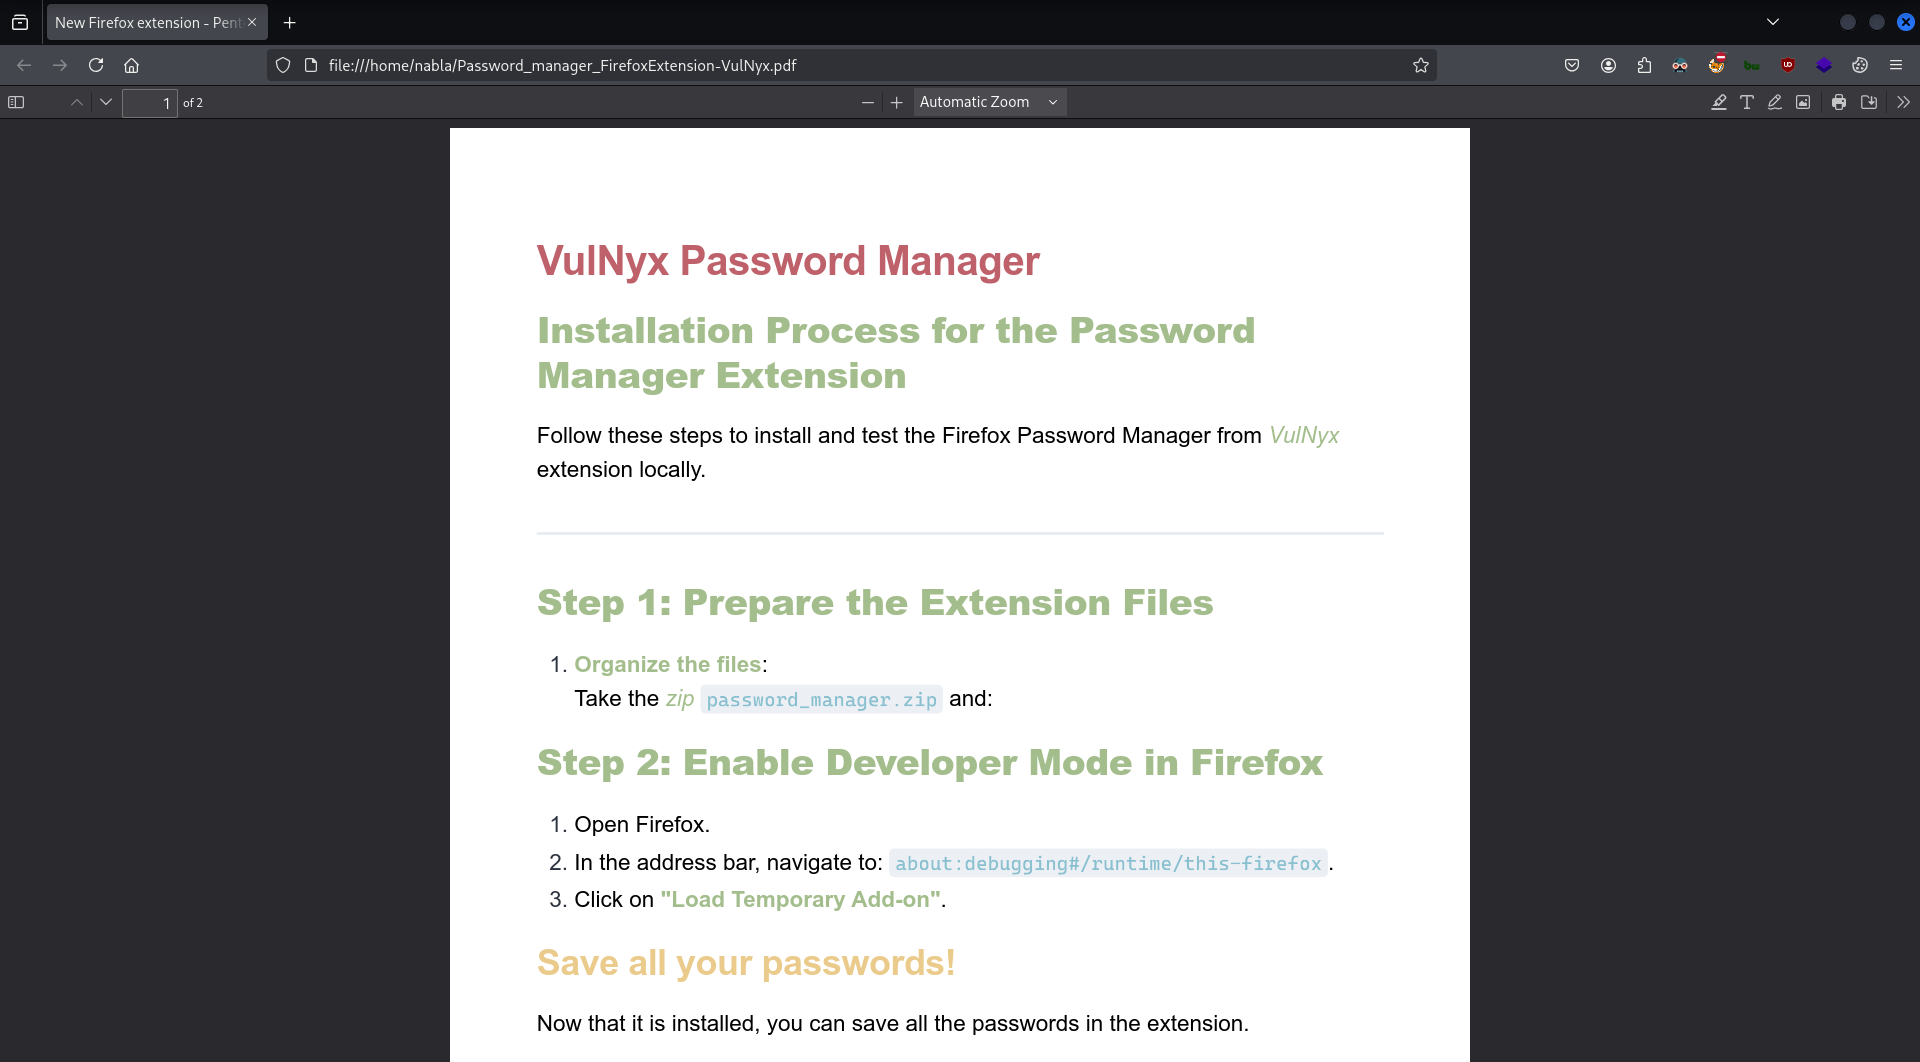 New Firefox extension - Pent
file:///home/nabla/Password_manager_FirefoxExtension-VulNyx.pdf
1 of 2
Automatic Zoom
VulNyx Password Manager
Installation Process for the Password
Manager Extension
Follow these steps to install and test the Firefox Password Manager from VulNyx
extension locally.
Step 1: Prepare the Extension Files
1. Organize the files:
Take the zip password_manager.zip and:
Step 2: Enable Developer Mode in Firefox
1. Open Firefox.
2. In the address bar, navigate to: about:debugging#/runtime/this-firefox.
3. Click on "Load Temporary Add-on".
Save all your passwords!
Now that it is installed, you can save all the passwords in the extension.